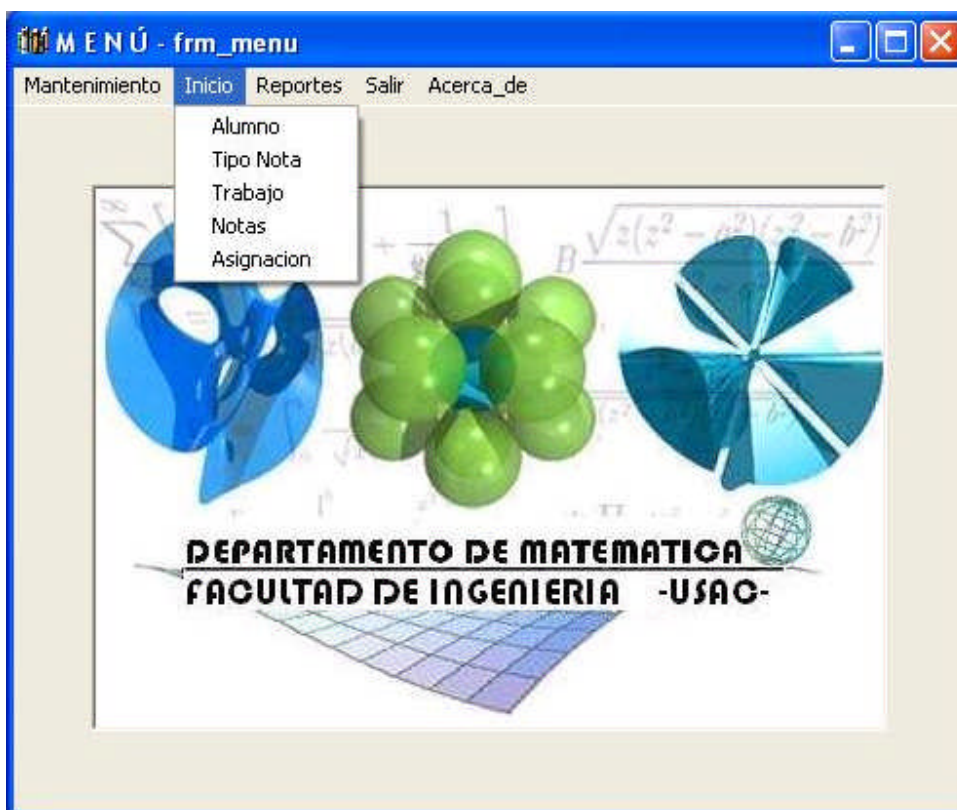 M E N Ú - frm_menu
Mantenimiento Inicio Reportes Salir Acerca_de
Alumno
Tipo Nota
Trabajo
Notas
Asignacion
DEPARTAMENTO DE MATEMATICA
FACULTAD DE INGENIERIA -USAC-